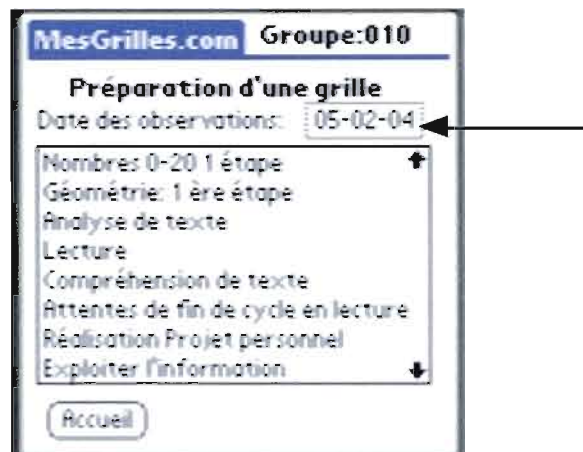 MesGrilles.com Groupe:010
Préparation d'une grille
Date des observations: 05-02-04
Nombres 0-20 1 étape
Géométrie: 1 ère étape
Analyse de texte
Lecture
Compréhension de texte
Attentes de fin de cycle en lecture
Réalisation Projet personnel
Exploiter l'information
Accueil